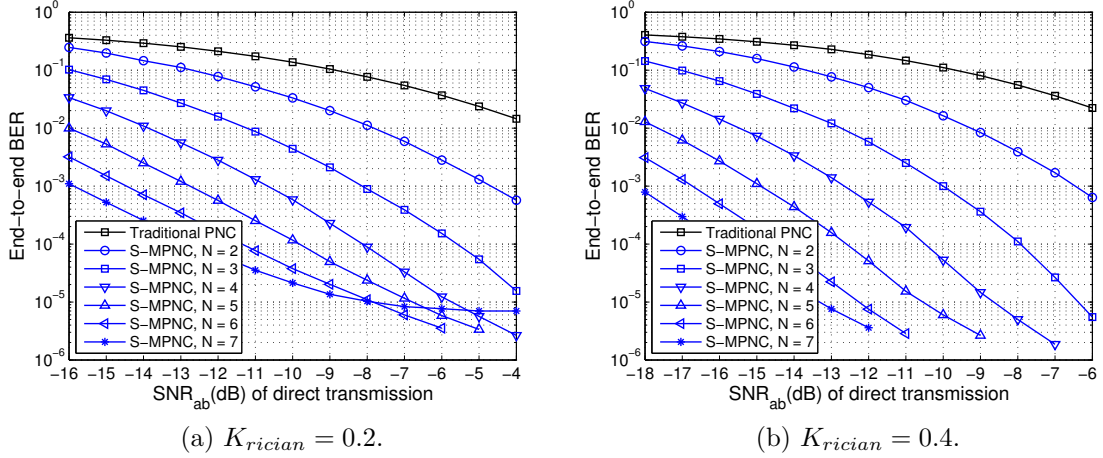 10^0
10^-1
10^-2
10^-3
10^-4
10^-5
10^-6
End-to-end BER
Traditional PNC
S-MPNC, N = 2
S-MPNC, N = 3
S-MPNC, N = 4
S-MPNC, N = 5
S-MPNC, N = 6
S-MPNC, N = 7
-16 -15 -14 -13 -12 -11 -10 -9 -8 -7 -6 -5 -4
SNR_ab(dB) of direct transmission
(a) K_rician = 0.2.
10^0
10^-1
10^-2
10^-3
10^-4
10^-5
10^-6
End-to-end BER
Traditional PNC
S-MPNC, N = 2
S-MPNC, N = 3
S-MPNC, N = 4
S-MPNC, N = 5
S-MPNC, N = 6
S-MPNC, N = 7
-18 -17 -16 -15 -14 -13 -12 -11 -10 -9 -8 -7 -6
SNR_ab(dB) of direct transmission
(b) K_rician = 0.4.